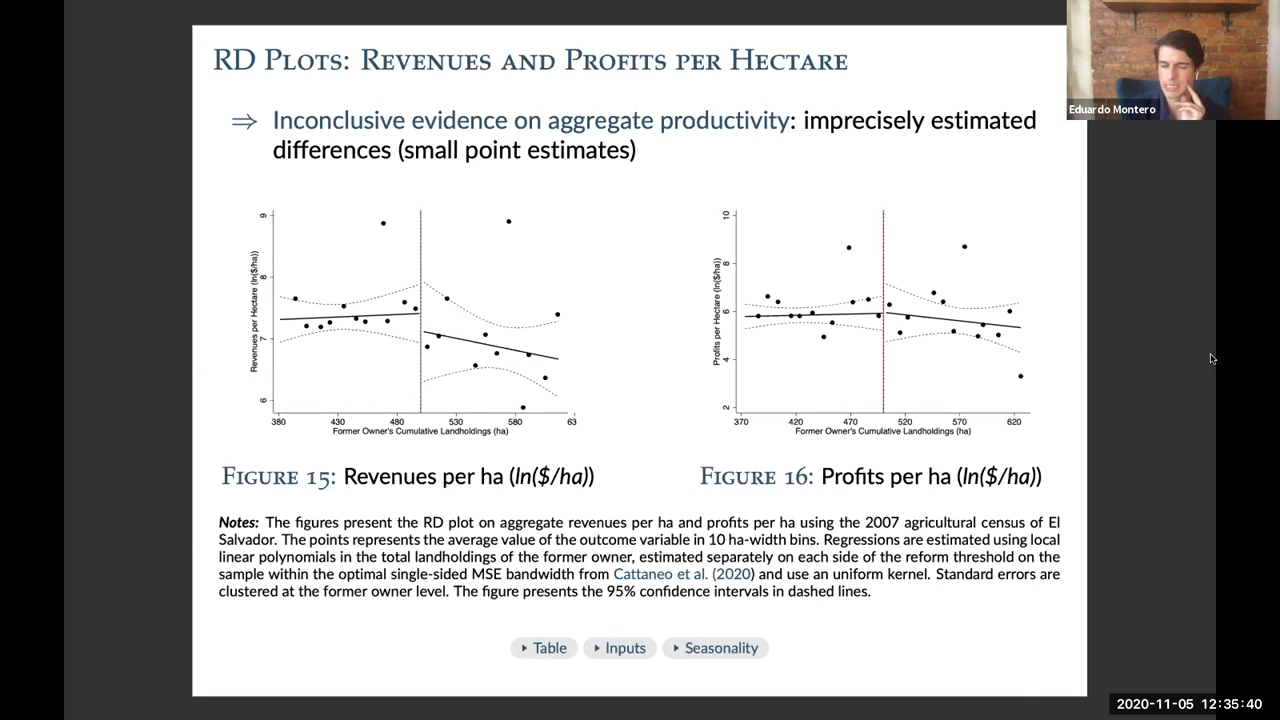 RD Plots: Revenues and Profits per Hectare
Eduardo Montero
⇒ Inconclusive evidence on aggregate productivity: imprecisely estimated
differences (small point estimates)
Revenues per Hectare (ln($/ha))
9
8
7
6
380 430 480 530 580 63
Former Owner's Cumulative Landholdings (ha)
Profits per Hectare (ln($/ha))
10
8
6
4
2
370 420 470 520 570 620
Former Owner's Cumulative Landholdings (ha)
Figure 15: Revenues per ha (ln($/ha))
Figure 16: Profits per ha (ln($/ha))
Notes: The figures present the RD plot on aggregate revenues per ha and profits per ha using the 2007 agricultural census of El
Salvador. The points represents the average value of the outcome variable in 10 ha-width bins. Regressions are estimated using local
linear polynomials in the total landholdings of the former owner, estimated separately on each side of the reform threshold on the
sample within the optimal single-sided MSE bandwidth from Cattaneo et al. (2020) and use an uniform kernel. Standard errors are
clustered at the former owner level. The figure presents the 95% confidence intervals in dashed lines.
Table Inputs Seasonality
2020-11-05 12:35:40